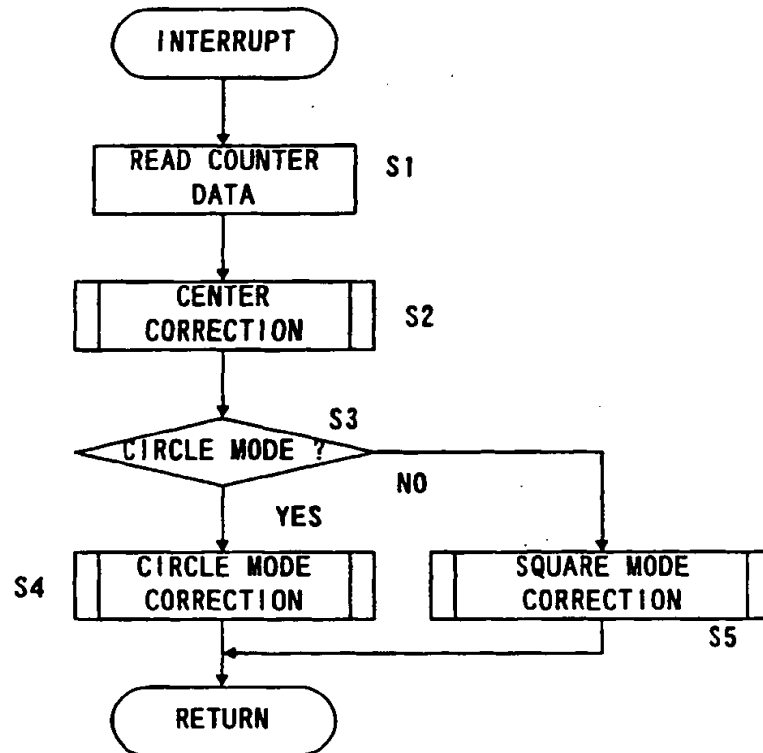 INTERRUPT
READ COUNTER
DATA
S1
CENTER
CORRECTION
S2
S3
CIRCLE MODE ?
NO
YES
S4
CIRCLE MODE
CORRECTION
SQUARE MODE
CORRECTION
S5
RETURN